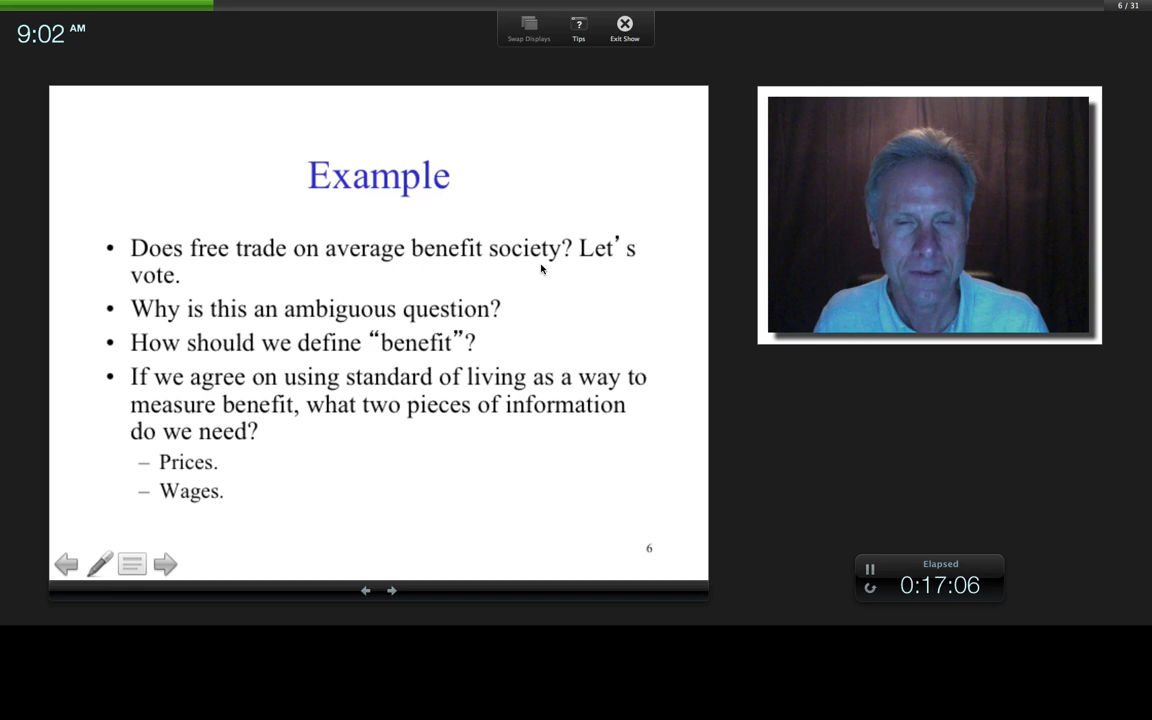 6 / 31
9:02 AM
Swap Displays
Tips
Exit Show
Example
• Does free trade on average benefit society? Let’s
vote.
• Why is this an ambiguous question?
• How should we define “benefit”?
• If we agree on using standard of living as a way to
measure benefit, what two pieces of information
do we need?
– Prices.
– Wages.
6
Elapsed
0:17:06